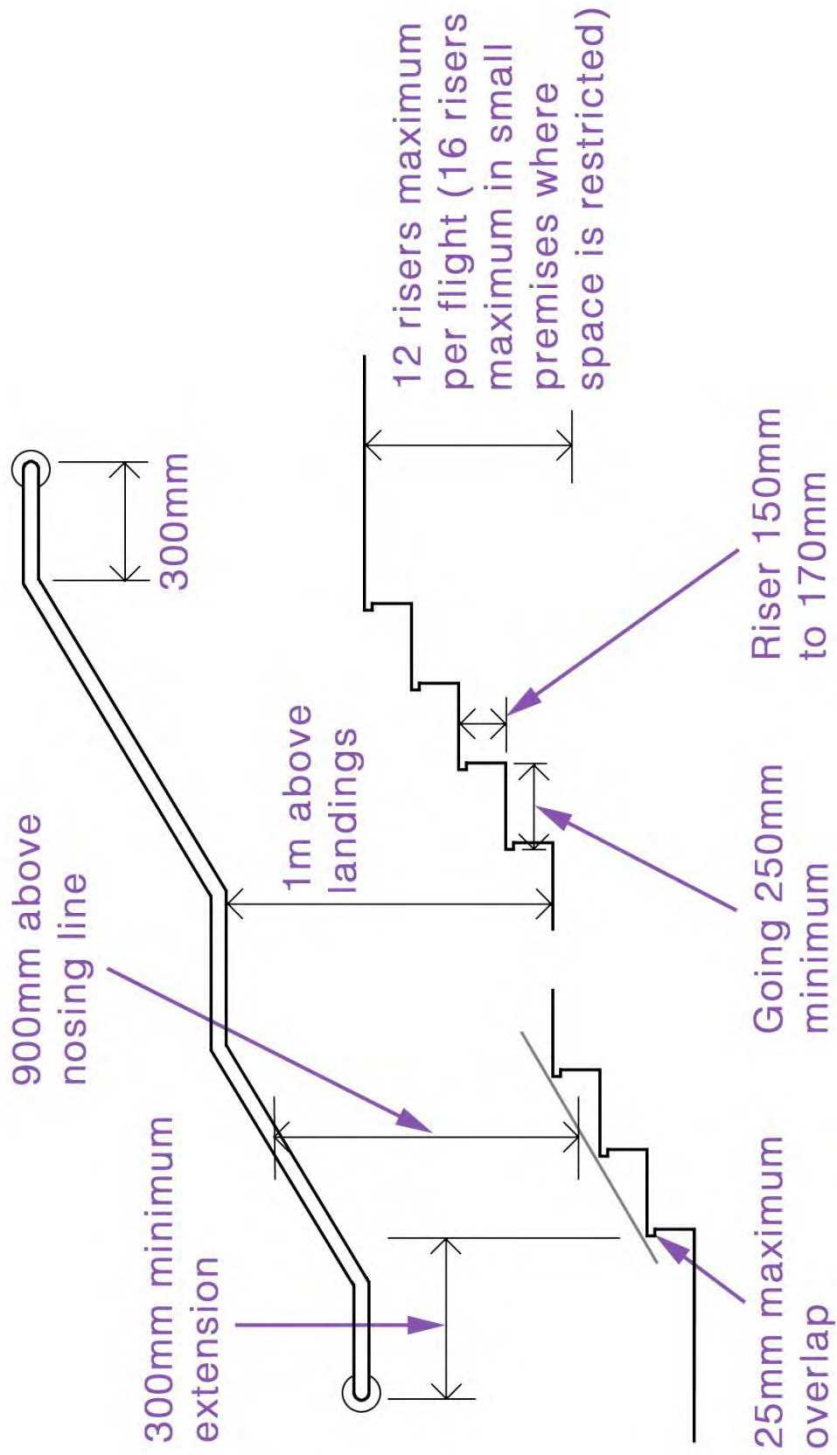 900mm above
nosing line
300mm minimum
extension
300mm
1m above
landings
12 risers maximum
per flight (16 risers
maximum in small
premises where
space is restricted)
25mm maximum
overlap
Going 250mm
minimum
Riser 150mm
to 170mm